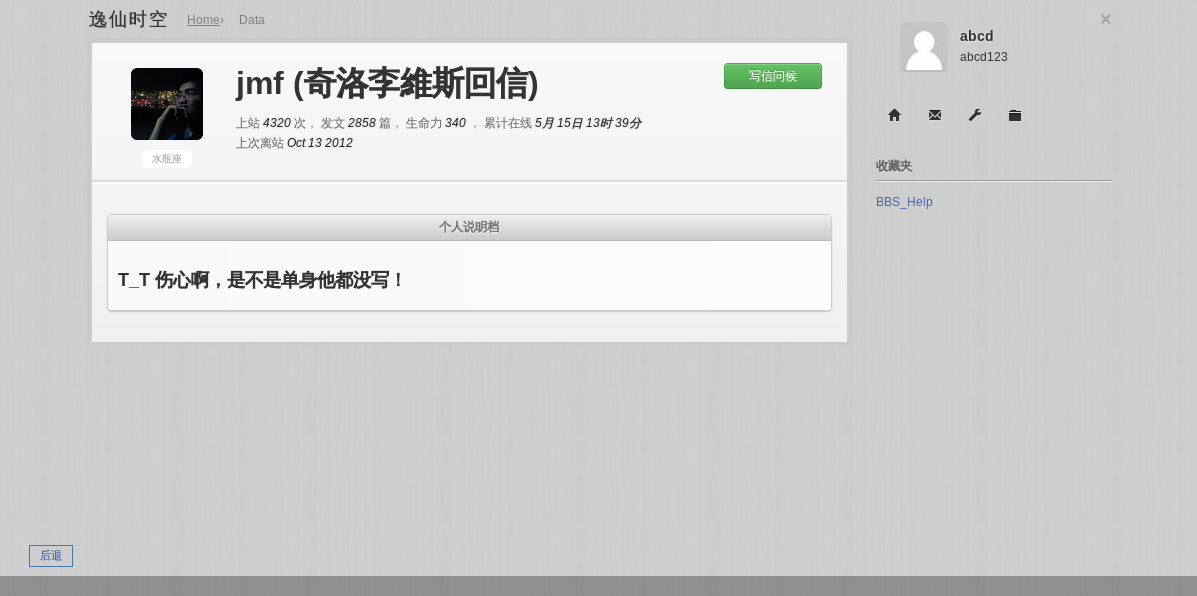 逸仙时空 Home› Data
×
abcd
abcd123
jmf (奇洛李維斯回信)
写信问候
上站 4320 次， 发文 2858 篇， 生命力 340 ， 累计在线 5月 15日 13时 39分
上次离站 Oct 13 2012
水瓶座
收藏夹
BBS_Help
个人说明档
T_T 伤心啊，是不是单身他都没写！
后退